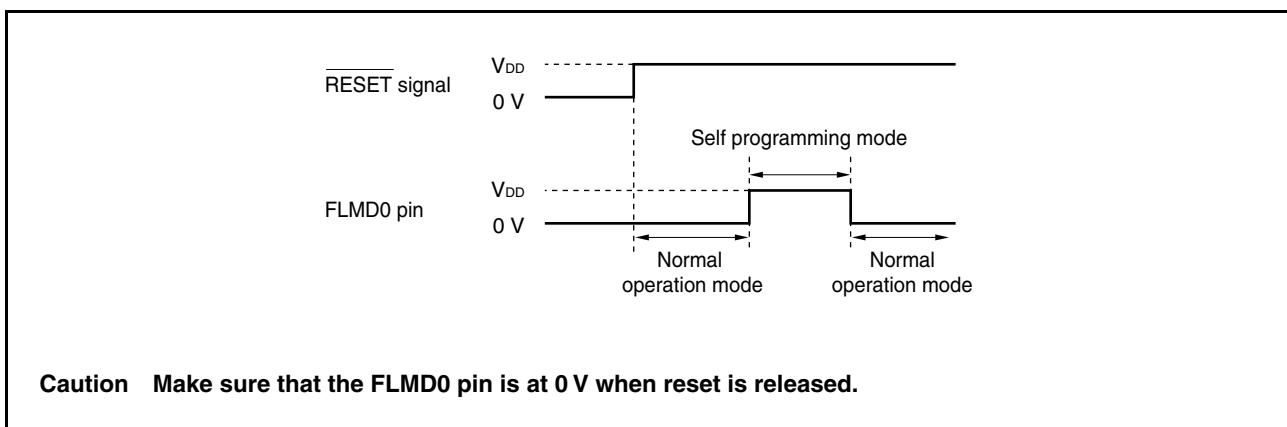 VDD
RESET signal
0 V
Self programming mode
VDD
FLMD0 pin
0 V
Normal
operation mode
Normal
operation mode
Caution Make sure that the FLMD0 pin is at 0 V when reset is released.